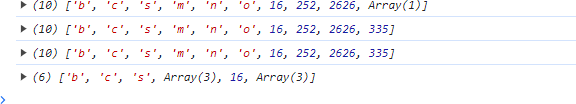 (10) ['b', 'c', 's', 'm', 'n', 'o', 16, 252, 2626, Array(1)]
(10) ['b', 'c', 's', 'm', 'n', 'o', 16, 252, 2626, 335]
(10) ['b', 'c', 's', 'm', 'n', 'o', 16, 252, 2626, 335]
(6) ['b', 'c', 's', Array(3), 16, Array(3)]